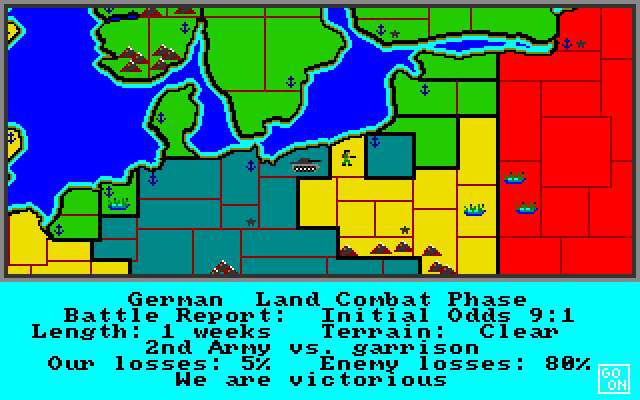 German Land Combat Phase
Battle Report: Initial Odds 9:1
Length: 1 weeks Terrain: Clear
2nd Army vs. garrison
Our losses: 5% Enemy losses: 80%
We are victorious
GO
ON